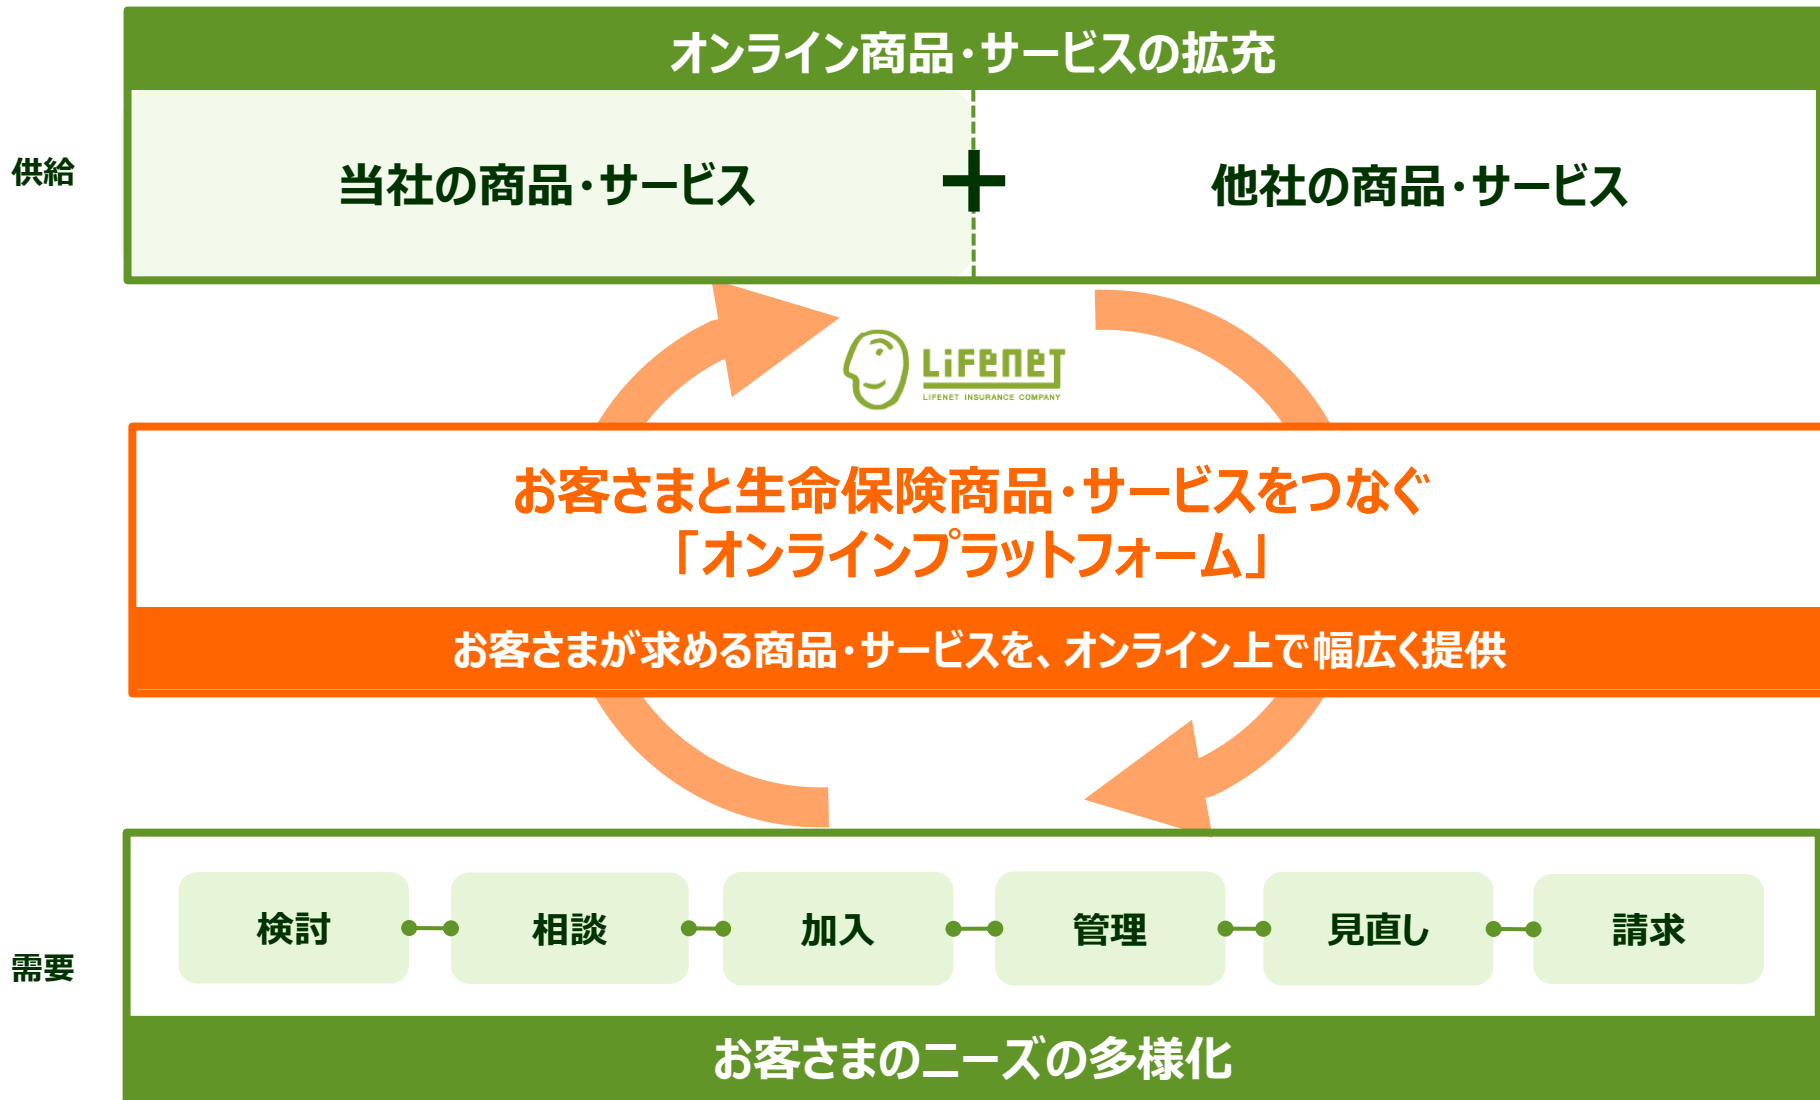 オンライン商品・サービスの拡充
供給
当社の商品・サービス
+
他社の商品・サービス
LIFENET
LIFENET INSURANCE COMPANY
お客さまと生命保険商品・サービスをつなぐ
「オンラインプラットフォーム」
お客さまが求める商品・サービスを、オンライン上で幅広く提供
需要
検討
相談
加入
管理
見直し
請求
お客さまのニーズの多様化